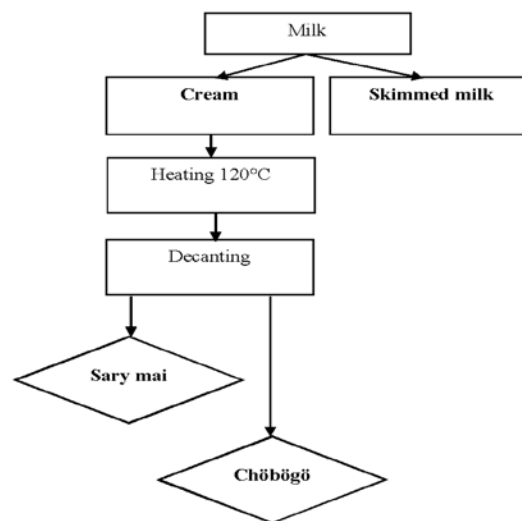 Milk
Cream
Skimmed milk
Heating 120°C
Decanting
Sary mai
Chöbögö